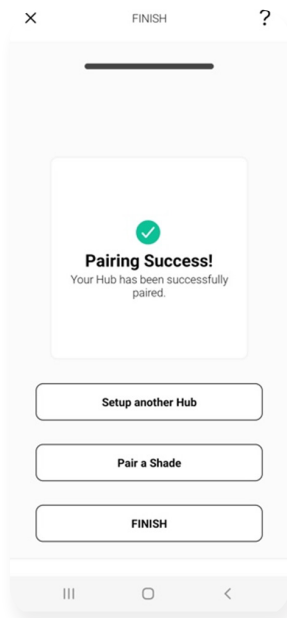 FINISH
?
Pairing Success!
Your Hub has been successfully
paired.
Setup another Hub
Pair a Shade
FINISH